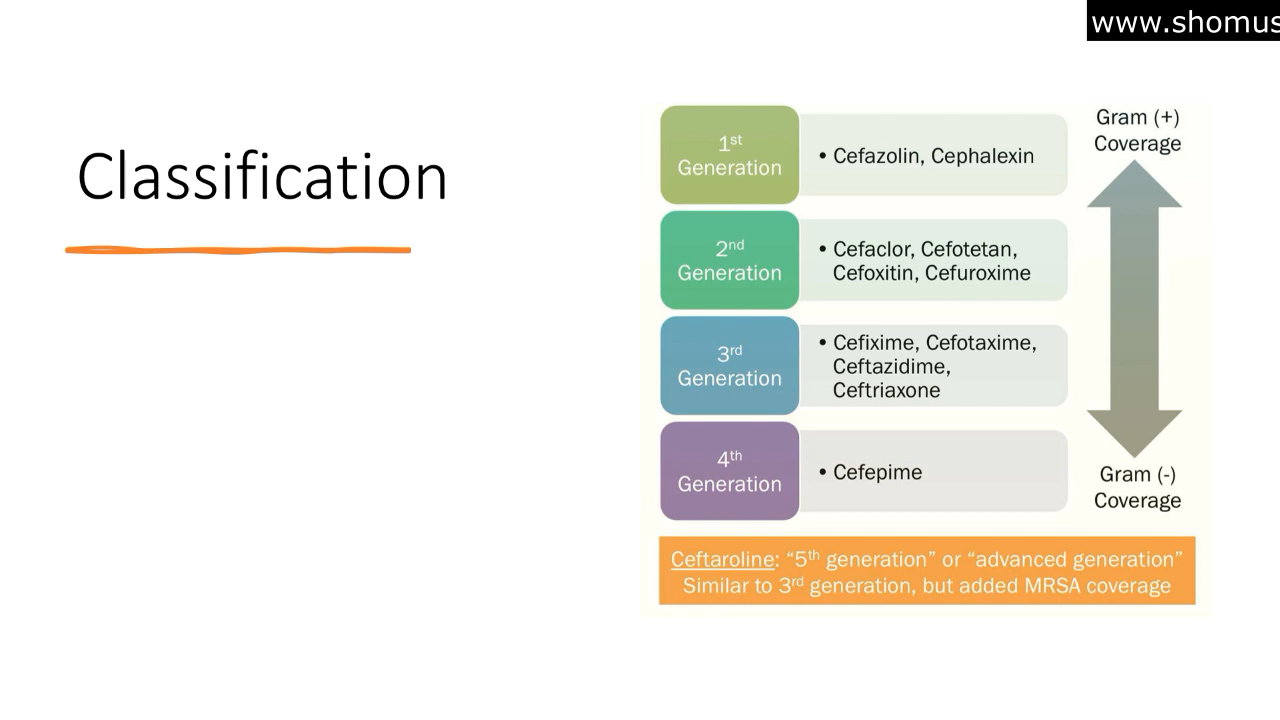 www.shomus
Classification
1st
Generation
• Cefazolin, Cephalexin
2nd
Generation
• Cefaclor, Cefotetan,
Cefoxitin, Cefuroxime
3rd
Generation
• Cefixime, Cefotaxime,
Ceftazidime,
Ceftriaxone
4th
Generation
• Cefepime
Gram (+)
Coverage
Gram (-)
Coverage
Ceftaroline: “5th generation” or “advanced generation”
Similar to 3rd generation, but added MRSA coverage